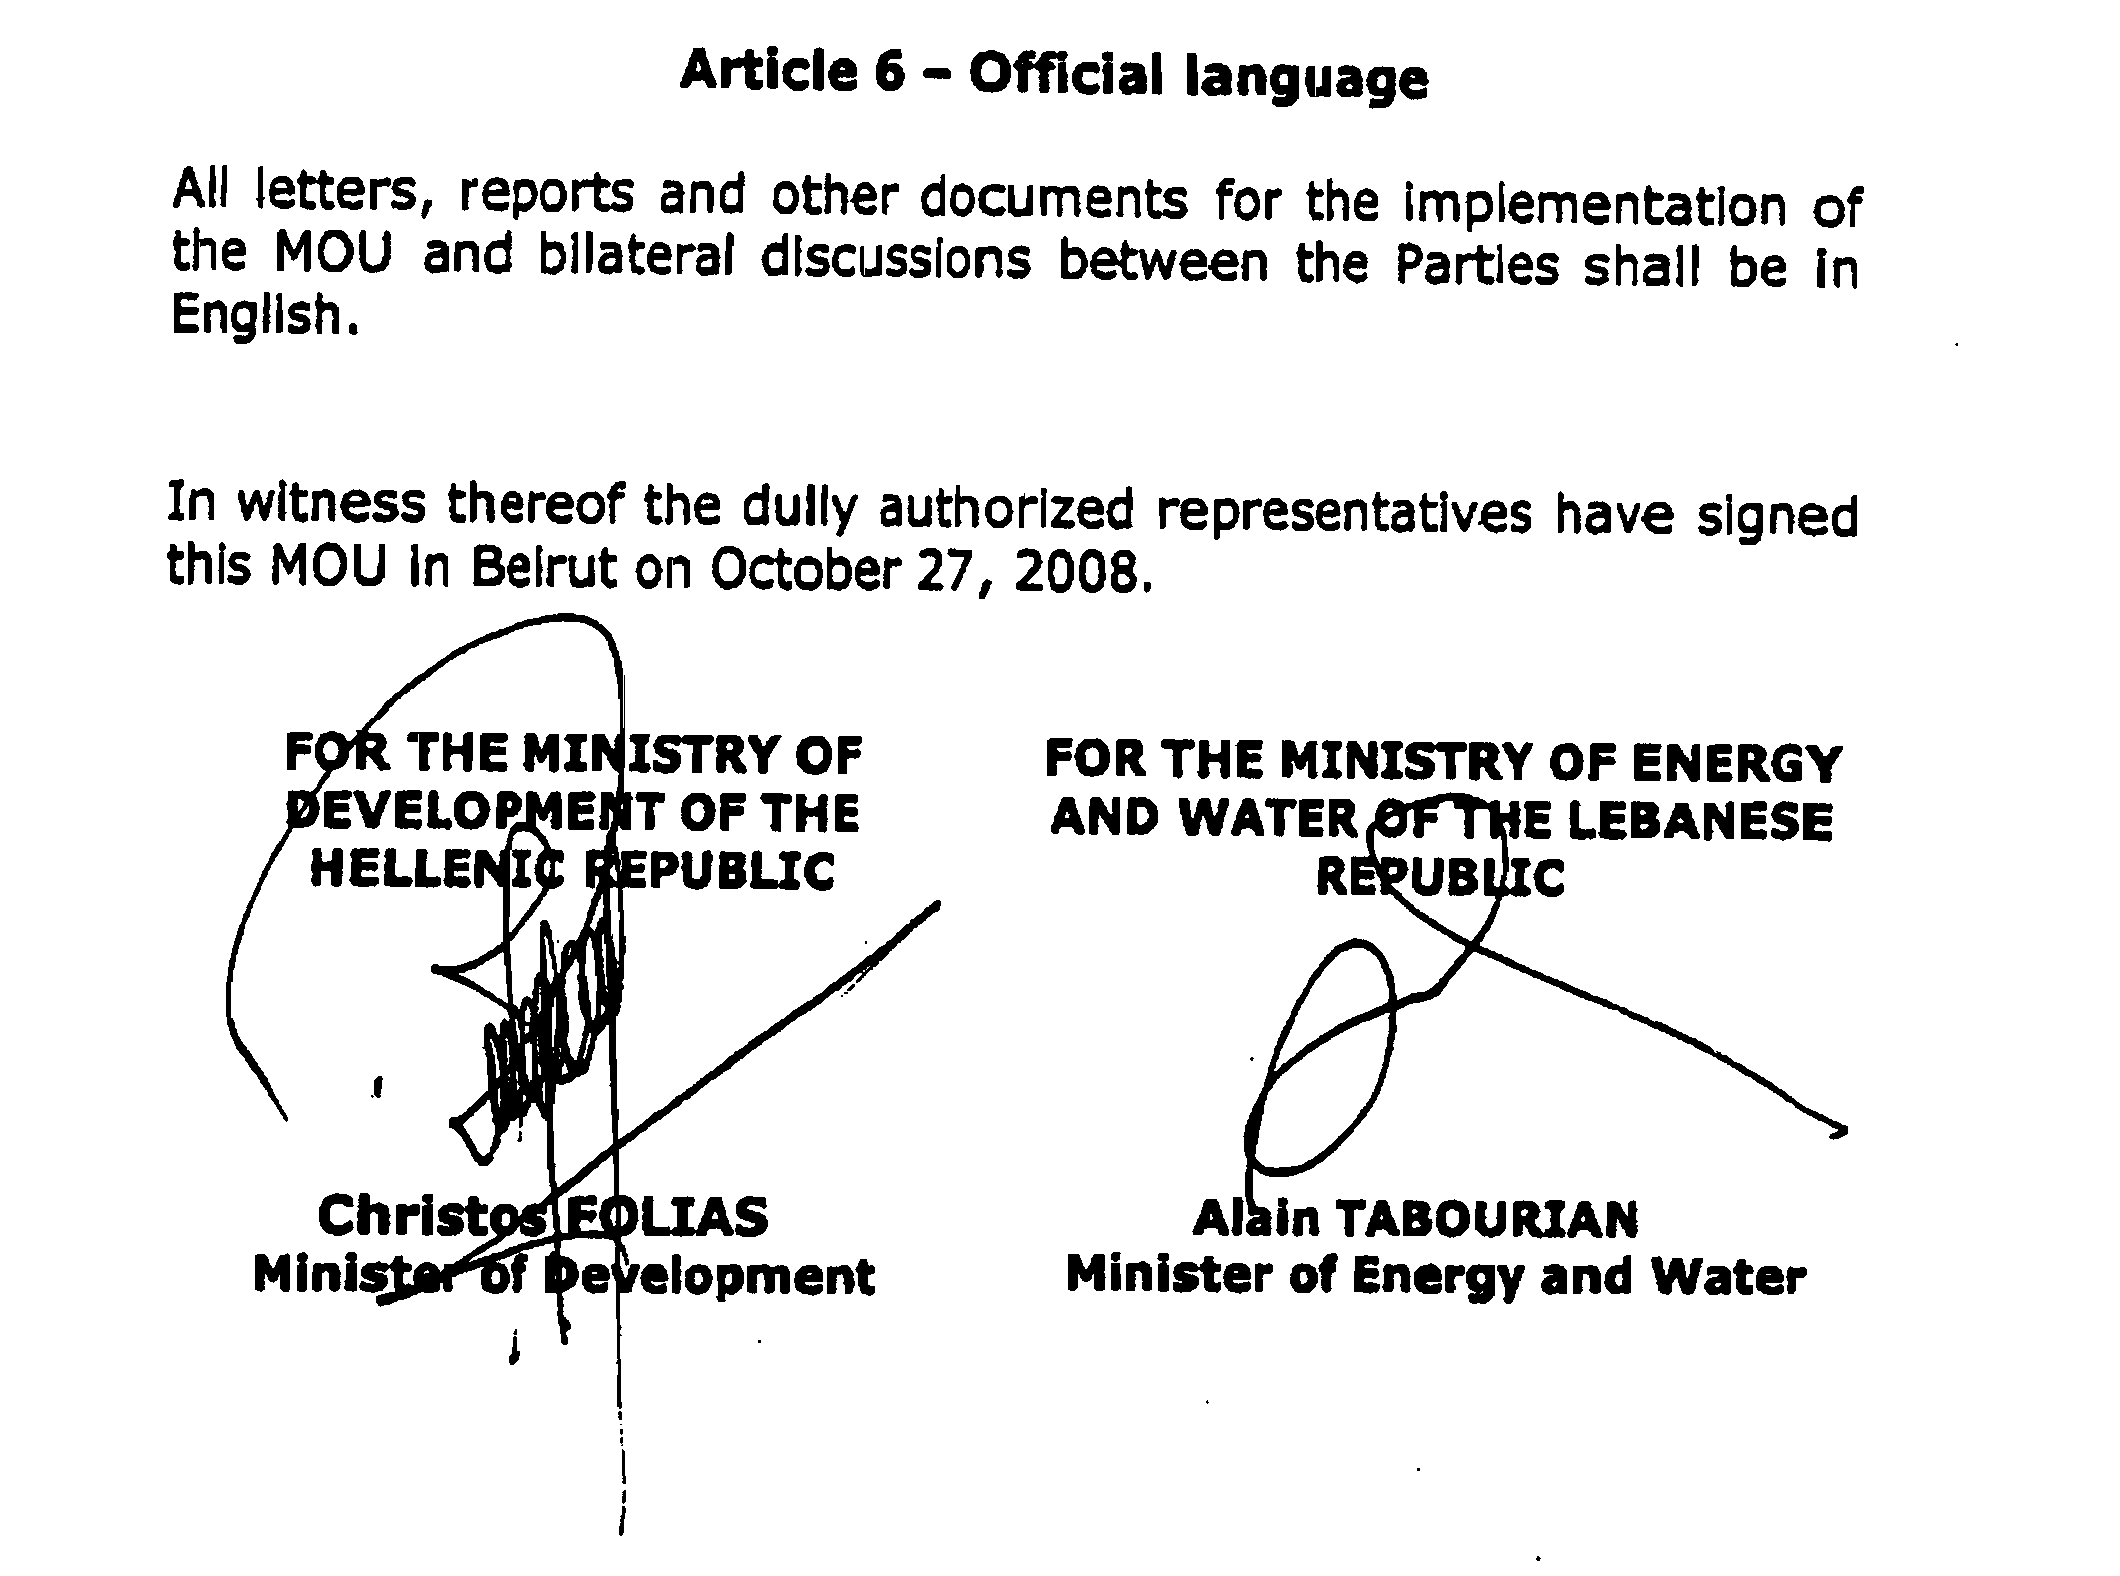 Article 6 – Official language
All letters, reports and other documents for the implementation of
the MOU and bilateral discussions between the Parties shall be in
English.
In witness thereof the dully authorized representatives have signed
this MOU in Beirut on October 27, 2008.
FOR THE MINISTRY OF
DEVELOPMENT OF THE
HELLENIC REPUBLIC
FOR THE MINISTRY OF ENERGY
AND WATER OF THE LEBANESE
REPUBLIC
Christos FOLIAS
Minister of Development
Alain TABOURIAN
Minister of Energy and Water